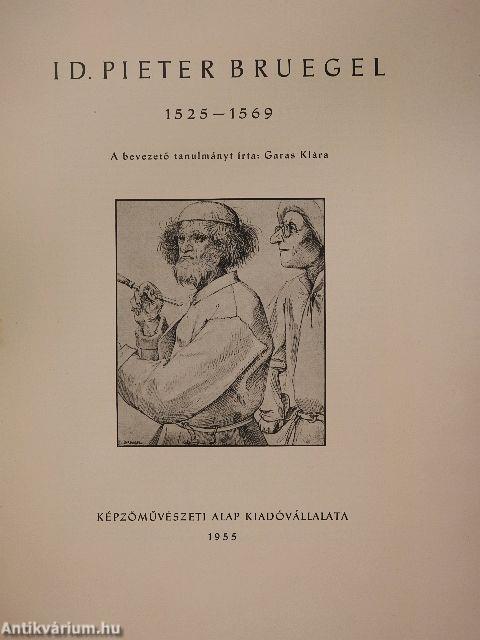 ID. PIETER BRUEGEL
1525 – 1569
A bevezető tanulmányt írta: Garas Klára
KÉPZŐMŰVÉSZETI ALAP KIADÓVÁLLALATA
1955
Antikvárium.hu